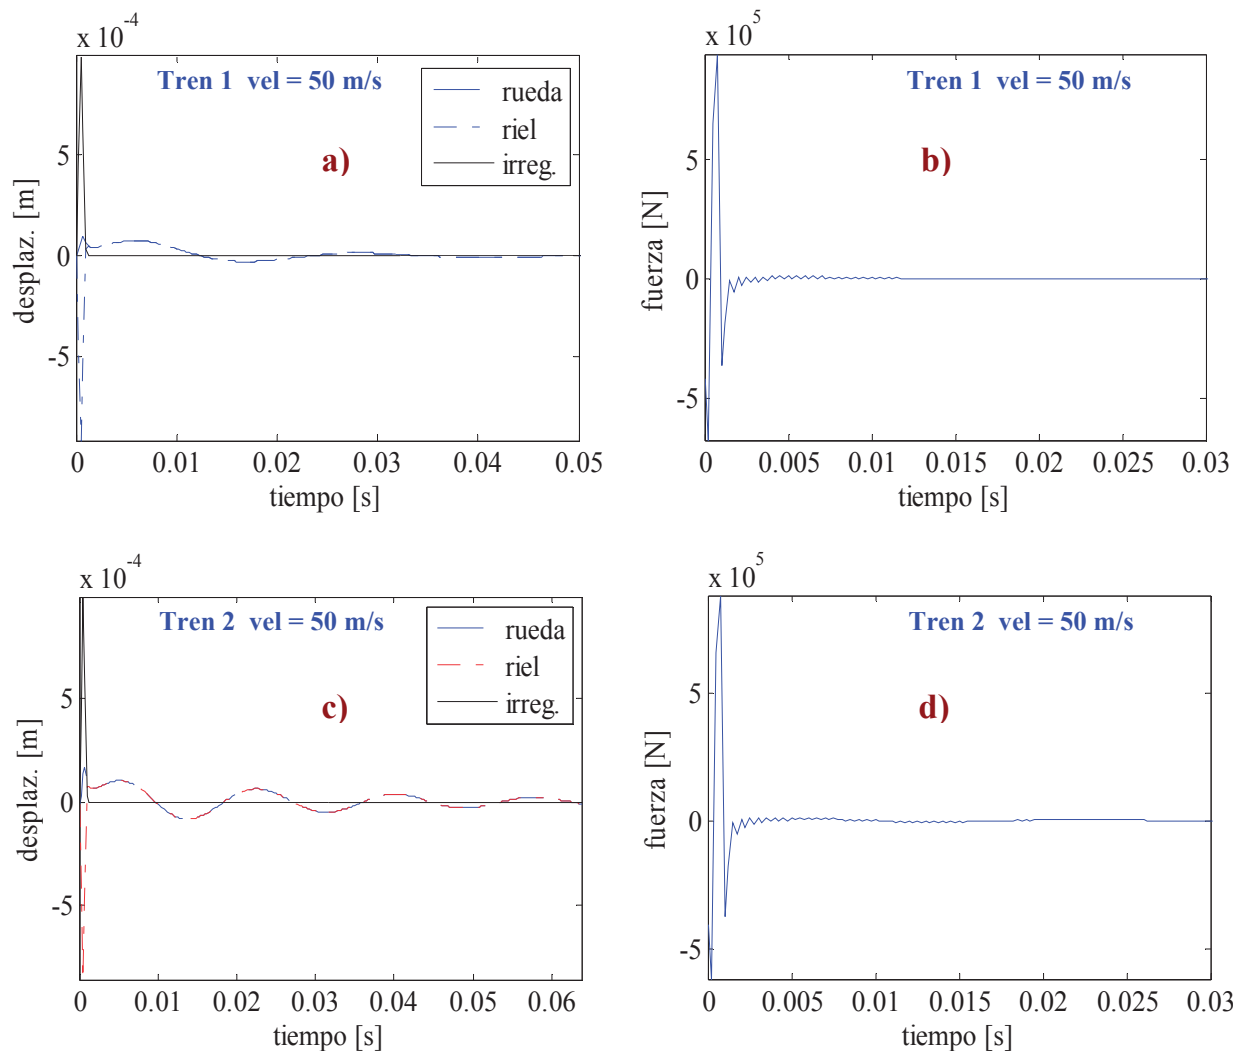 x 10-4
Tren 1 vel = 50 m/s
rueda
riel
irreg.
a)
5
0
-5
desplaz. [m]
0 0.01 0.02 0.03 0.04 0.05
tiempo [s]
x 105
Tren 1 vel = 50 m/s
b)
5
0
-5
fuerza [N]
0 0.005 0.01 0.015 0.02 0.025 0.03
tiempo [s]
x 10-4
Tren 2 vel = 50 m/s
rueda
riel
irreg.
c)
5
0
-5
desplaz. [m]
0 0.01 0.02 0.03 0.04 0.05 0.06
tiempo [s]
x 105
Tren 2 vel = 50 m/s
d)
5
0
-5
fuerza [N]
0 0.005 0.01 0.015 0.02 0.025 0.03
tiempo [s]